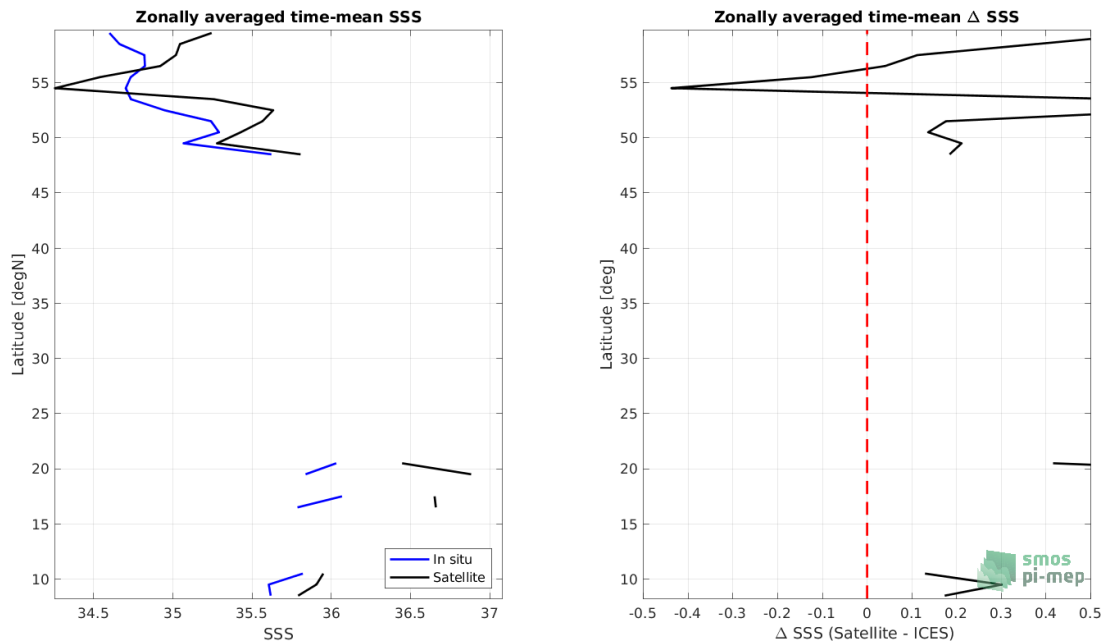 Zonally averaged time-mean SSS
55
50
45
40
35
30
25
20
15
10
Latitude [degN]
34.5 35 35.5 36 36.5 37
SSS
In situ
Satellite
Zonally averaged time-mean Δ SSS
55
50
45
40
35
30
25
20
15
10
Latitude [deg]
-0.5 -0.4 -0.3 -0.2 -0.1 0 0.1 0.2 0.3 0.4 0.5
Δ SSS (Satellite - ICES)
smos
pi-mep